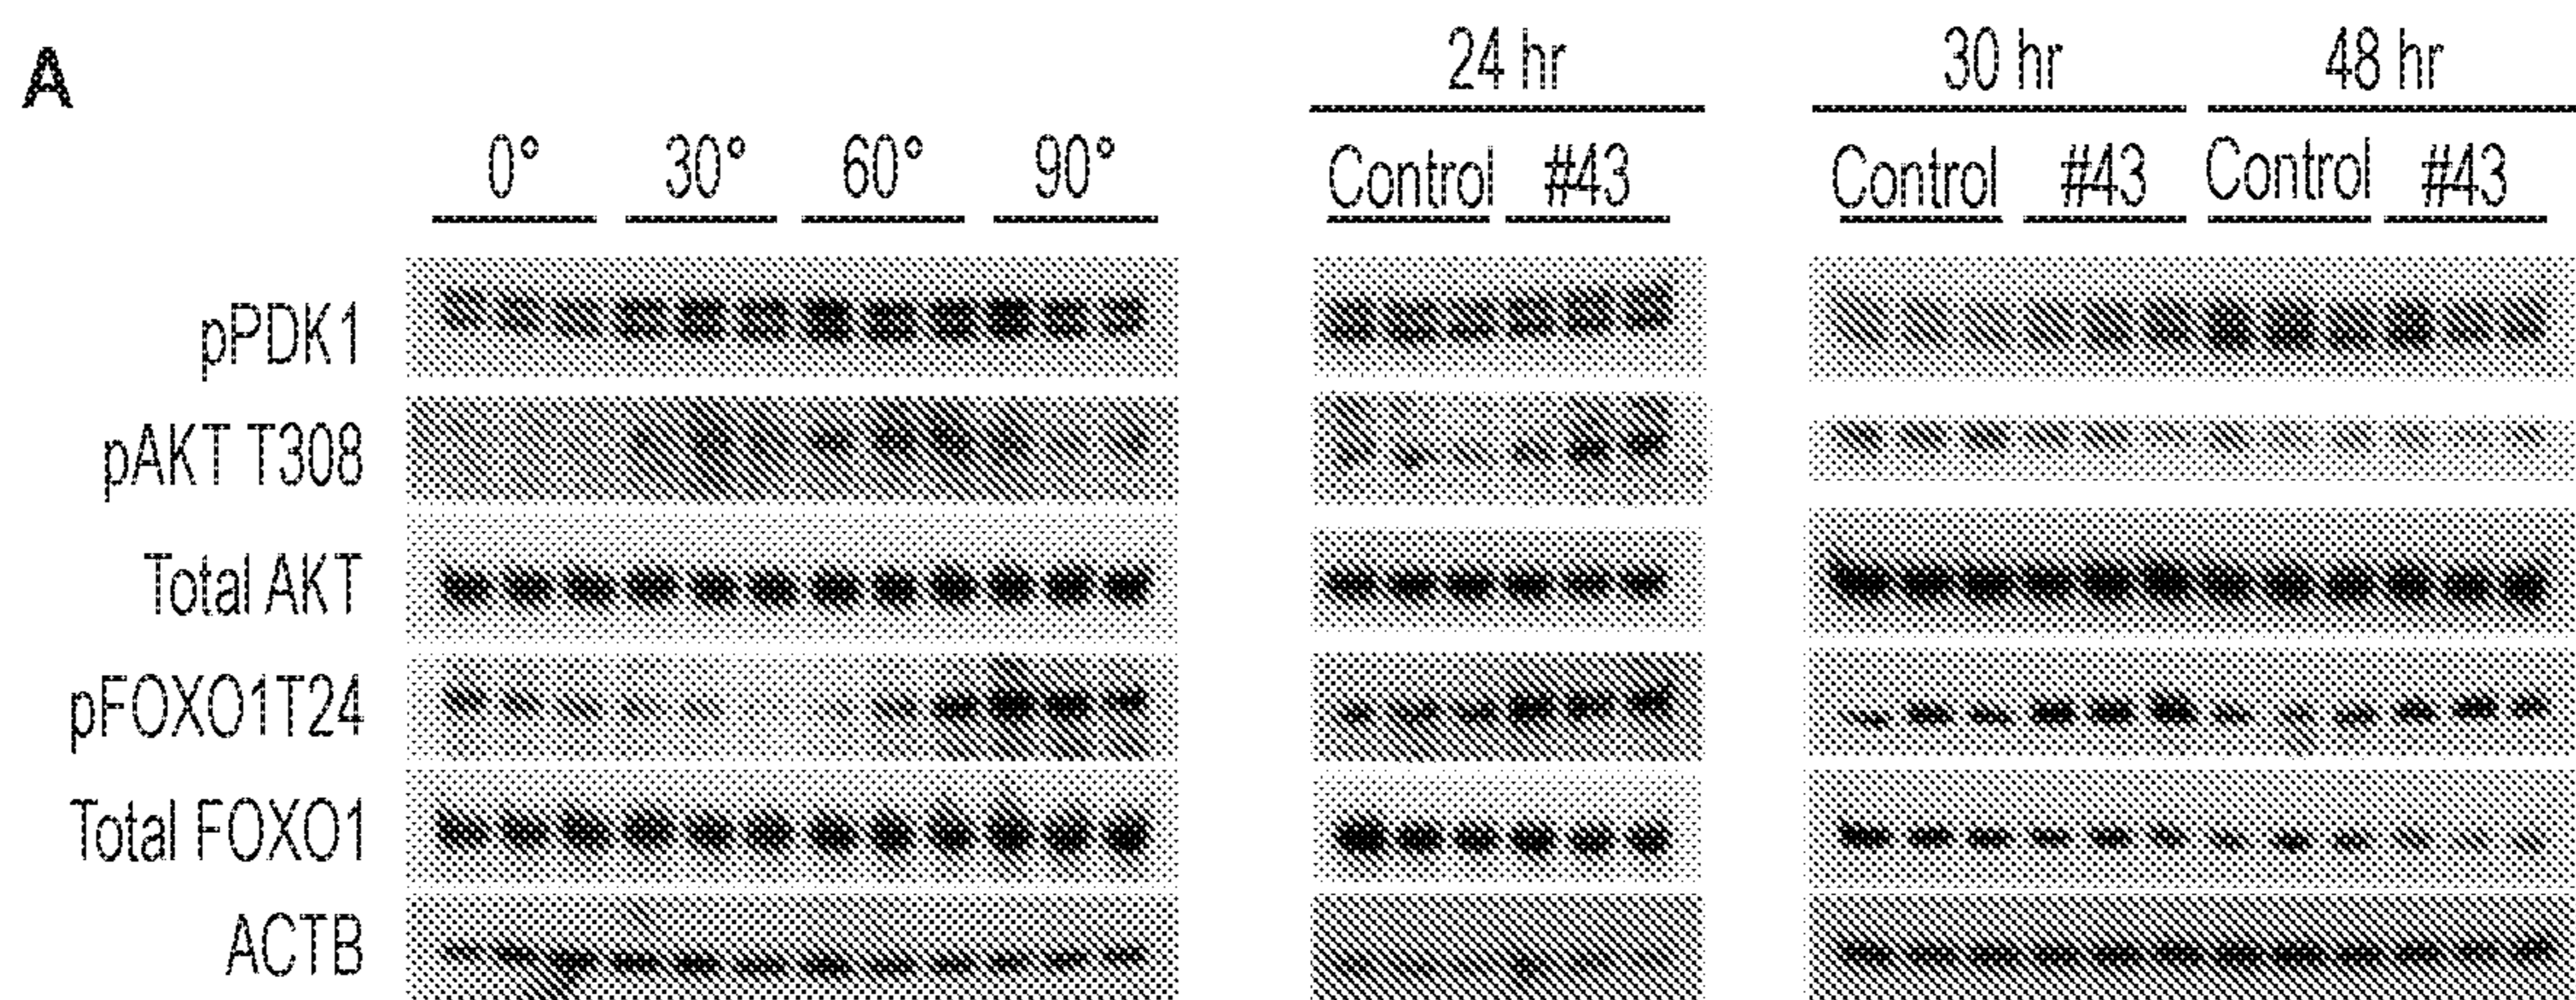 A
24 hr 30 hr 48 hr
0° 30° 60° 90° Control #43 Control #43 Control #43
pPDK1
pAKT T308
Total AKT
pFOXO1T24
Total FOXO1
ACTB